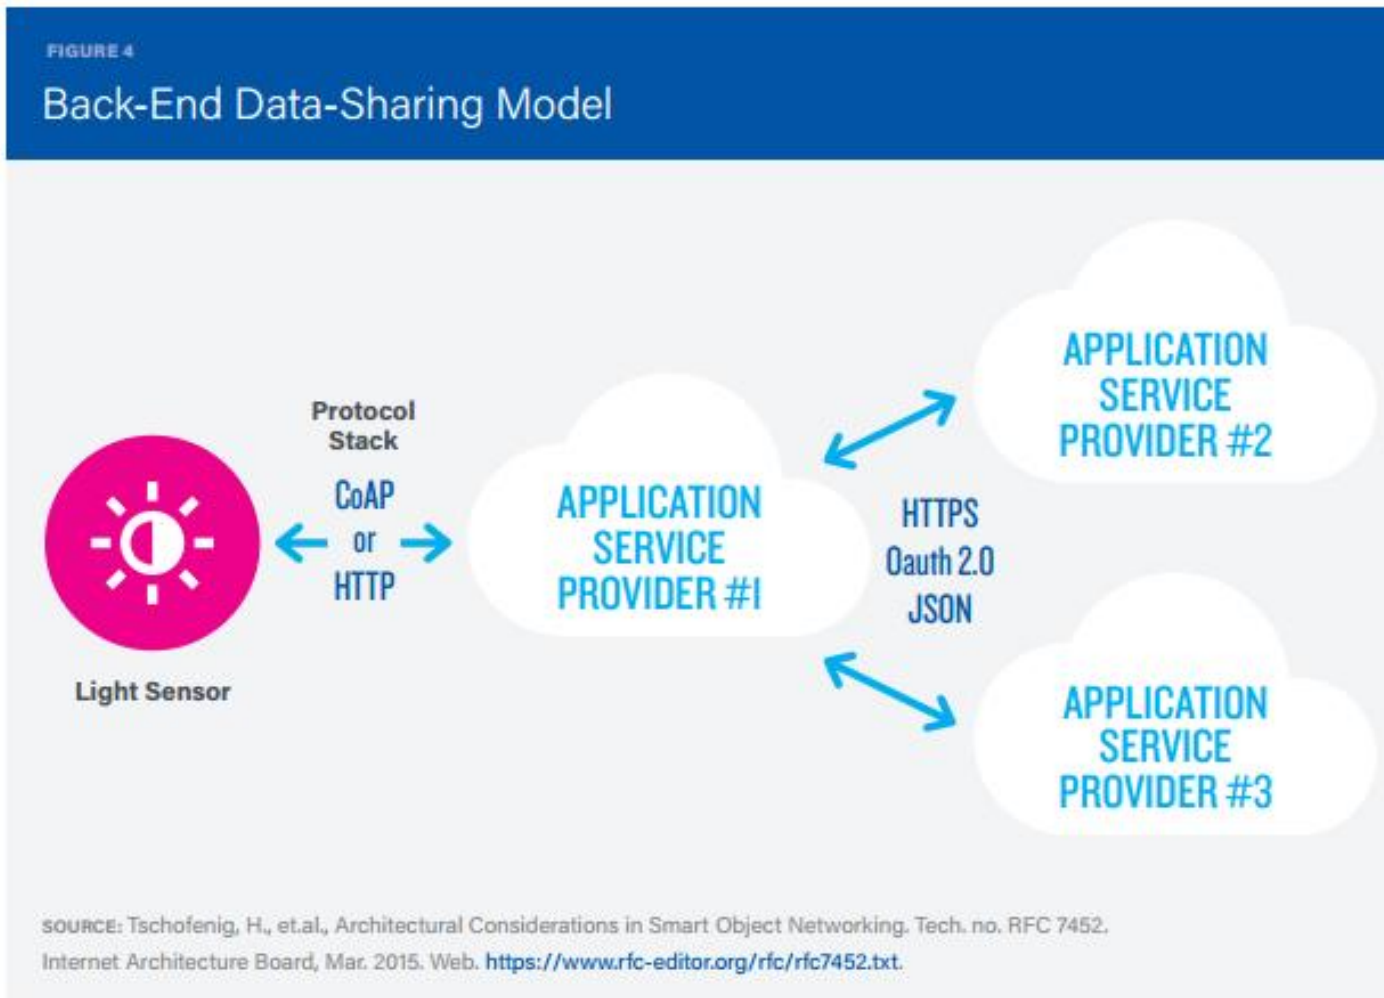 FIGURE 4
Back-End Data-Sharing Model
Protocol
Stack
CoAP
or
HTTP
Light Sensor
APPLICATION
SERVICE
PROVIDER #1
HTTPS
Oauth 2.0
JSON
APPLICATION
SERVICE
PROVIDER #2
APPLICATION
SERVICE
PROVIDER #3
SOURCE: Tschofenig, H., et.al., Architectural Considerations in Smart Object Networking. Tech. no. RFC 7452.
Internet Architecture Board, Mar. 2015. Web. https://www.rfc-editor.org/rfc/rfc7452.txt.